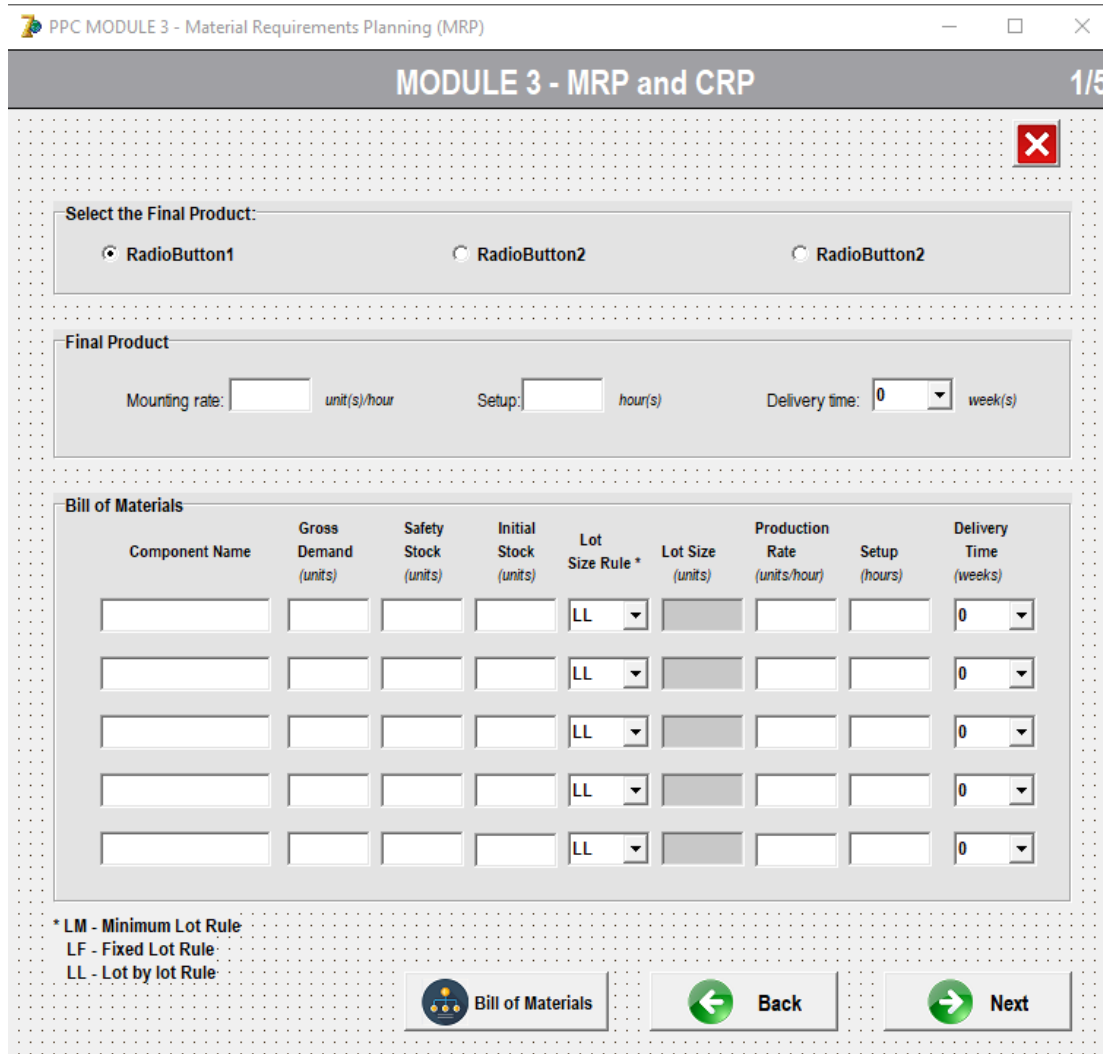 PPC MODULE 3 - Material Requirements Planning (MRP)
MODULE 3 - MRP and CRP
1/5
Select the Final Product:
RadioButton1 RadioButton2 RadioButton2
Final Product
Mounting rate: unit(s)/hour Setup: hour(s) Delivery time: 0 week(s)
Bill of Materials
Component Name
Gross Demand (units)
Safety Stock (units)
Initial Stock (units)
Lot Size Rule *
Lot Size (units)
Production Rate (units/hour)
Setup (hours)
Delivery Time (weeks)
LL 0
LL 0
LL 0
LL 0
LL 0
* LM - Minimum Lot Rule
LF - Fixed Lot Rule
LL - Lot by lot Rule
Bill of Materials Back Next